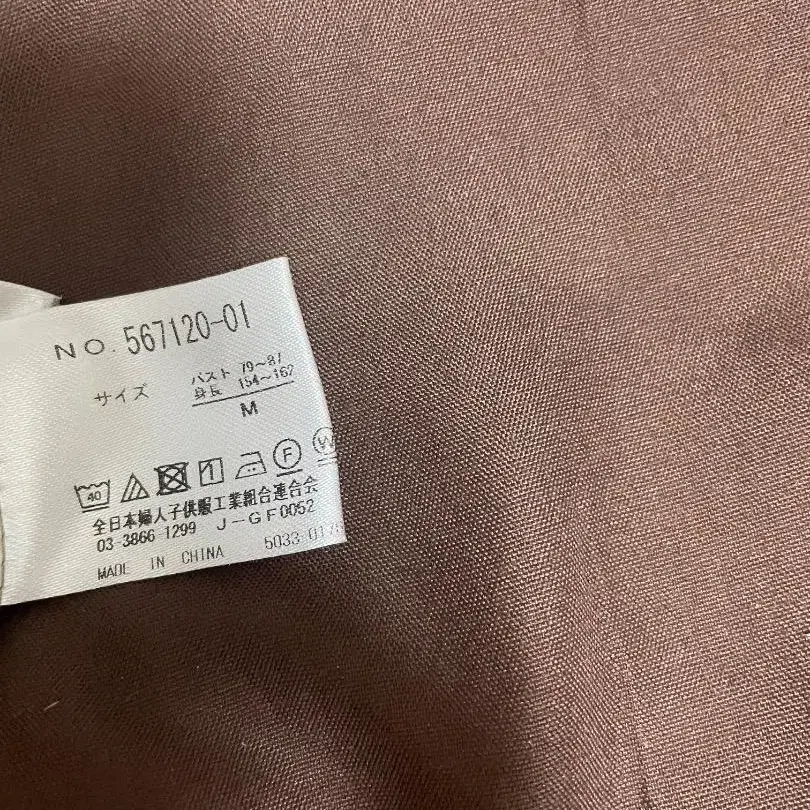 NO. 567120-01
サイズ
バスト 79～87
身長 154～162
M
40
F
W
全日本婦人子供服工業組合連合会
03-3866-1299 J-GF0052
MADE IN CHINA 5033